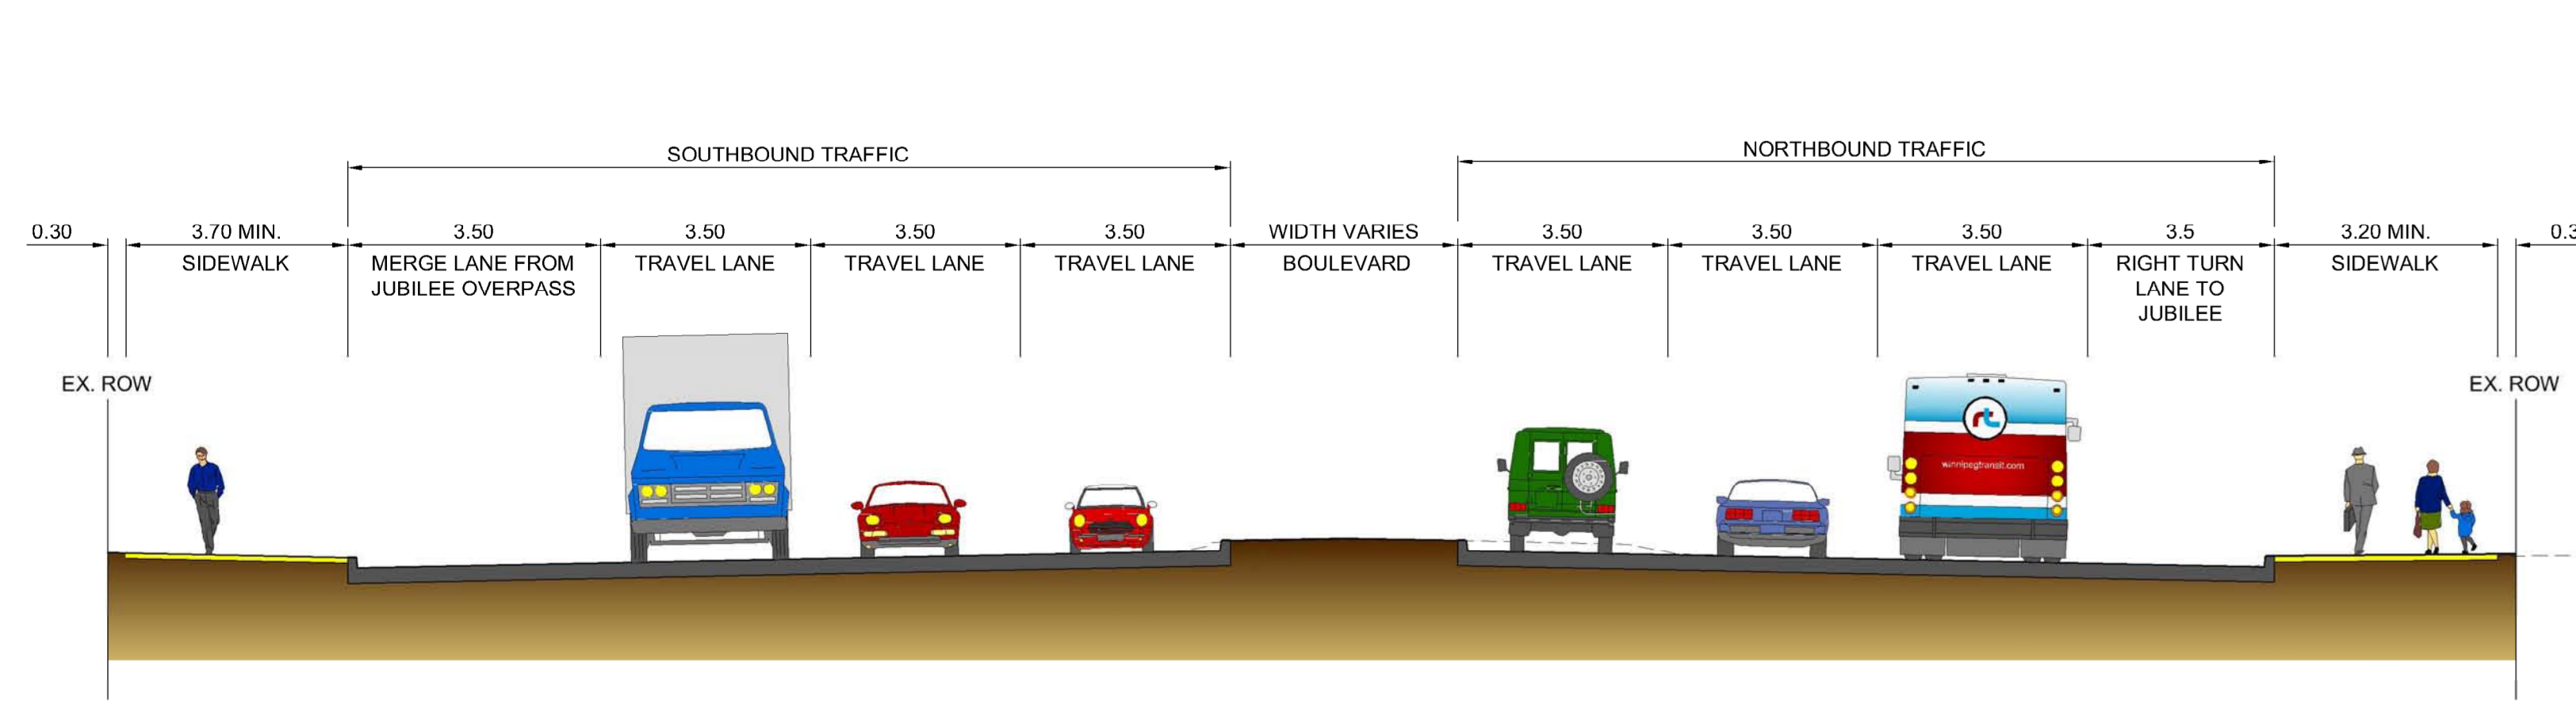 SOUTHBOUND TRAFFIC
NORTHBOUND TRAFFIC
0.30
3.70 MIN.
3.50
3.50
3.50
3.50
WIDTH VARIES
3.50
3.50
3.50
3.5
3.20 MIN.
SIDEWALK
MERGE LANE FROM
JUBILEE OVERPASS
TRAVEL LANE
TRAVEL LANE
TRAVEL LANE
BOULEVARD
TRAVEL LANE
TRAVEL LANE
TRAVEL LANE
RIGHT TURN
LANE TO
JUBILEE
SIDEWALK
EX. ROW
EX. ROW
rt
winnipegtransit.com